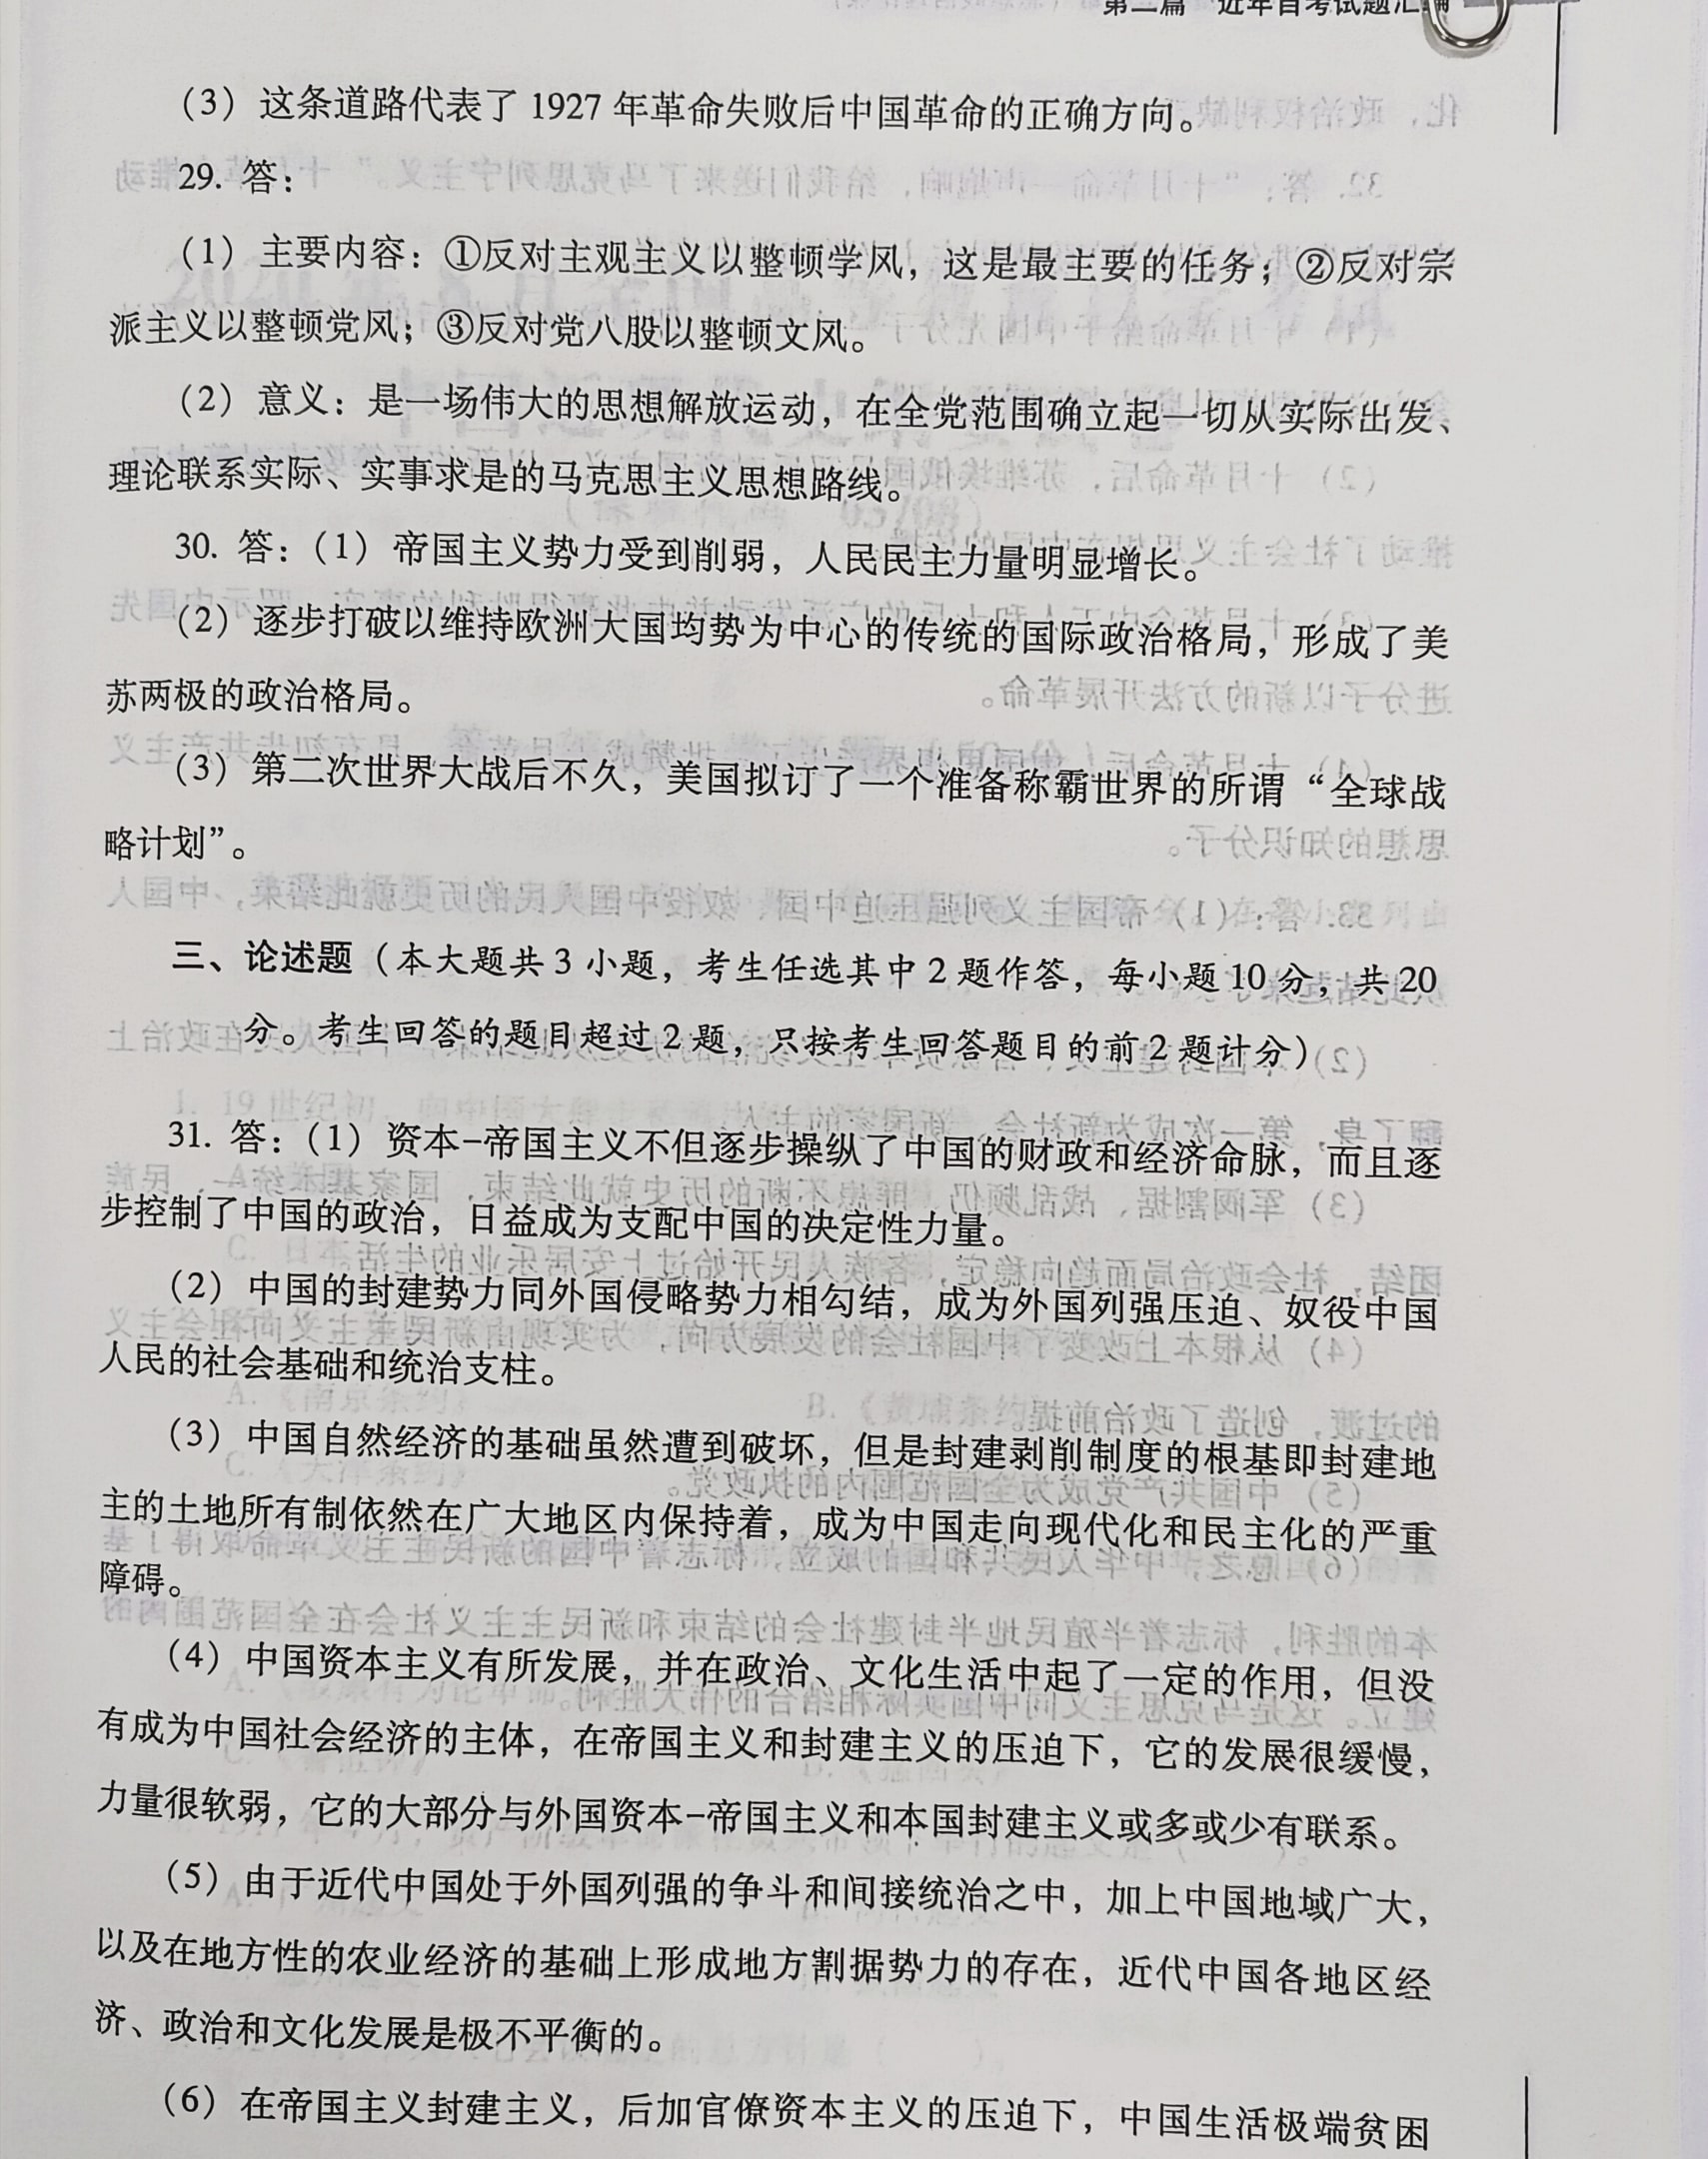 第二篇 近年自考试题汇编
（3）这条道路代表了 1927 年革命失败后中国革命的正确方向。
29. 答：
（1）主要内容：①反对主观主义以整顿学风，这是最主要的任务；②反对宗
派主义以整顿党风；③反对党八股以整顿文风。
（2）意义：是一场伟大的思想解放运动，在全党范围确立起一切从实际出发、
理论联系实际、实事求是的马克思主义思想路线。
30. 答：（1）帝国主义势力受到削弱，人民民主力量明显增长。
（2）逐步打破以维持欧洲大国均势为中心的传统的国际政治格局，形成了美
苏两极的政治格局。
（3）第二次世界大战后不久，美国拟订了一个准备称霸世界的所谓“全球战
略计划”。
三、论述题（本大题共 3 小题，考生任选其中 2 题作答，每小题 10 分，共 20
分。考生回答的题目超过 2 题，只按考生回答题目的前 2 题计分）
31. 答：（1）资本-帝国主义不但逐步操纵了中国的财政和经济命脉，而且逐
步控制了中国的政治，日益成为支配中国的决定性力量。
（2）中国的封建势力同外国侵略势力相勾结，成为外国列强压迫、奴役中国
人民的社会基础和统治支柱。
（3）中国自然经济的基础虽然遭到破坏，但是封建剥削制度的根基即封建地
主的土地所有制依然在广大地区内保持着，成为中国走向现代化和民主化的严重
障碍。
（4）中国资本主义有所发展，并在政治、文化生活中起了一定的作用，但没
有成为中国社会经济的主体，在帝国主义和封建主义的压迫下，它的发展很缓慢，
力量很软弱，它的大部分与外国资本-帝国主义和本国封建主义或多或少有联系。
（5）由于近代中国处于外国列强的争斗和间接统治之中，加上中国地域广大，
以及在地方性的农业经济的基础上形成地方割据势力的存在，近代中国各地区经
济、政治和文化发展是极不平衡的。
（6）在帝国主义封建主义，后加官僚资本主义的压迫下，中国生活极端贫困